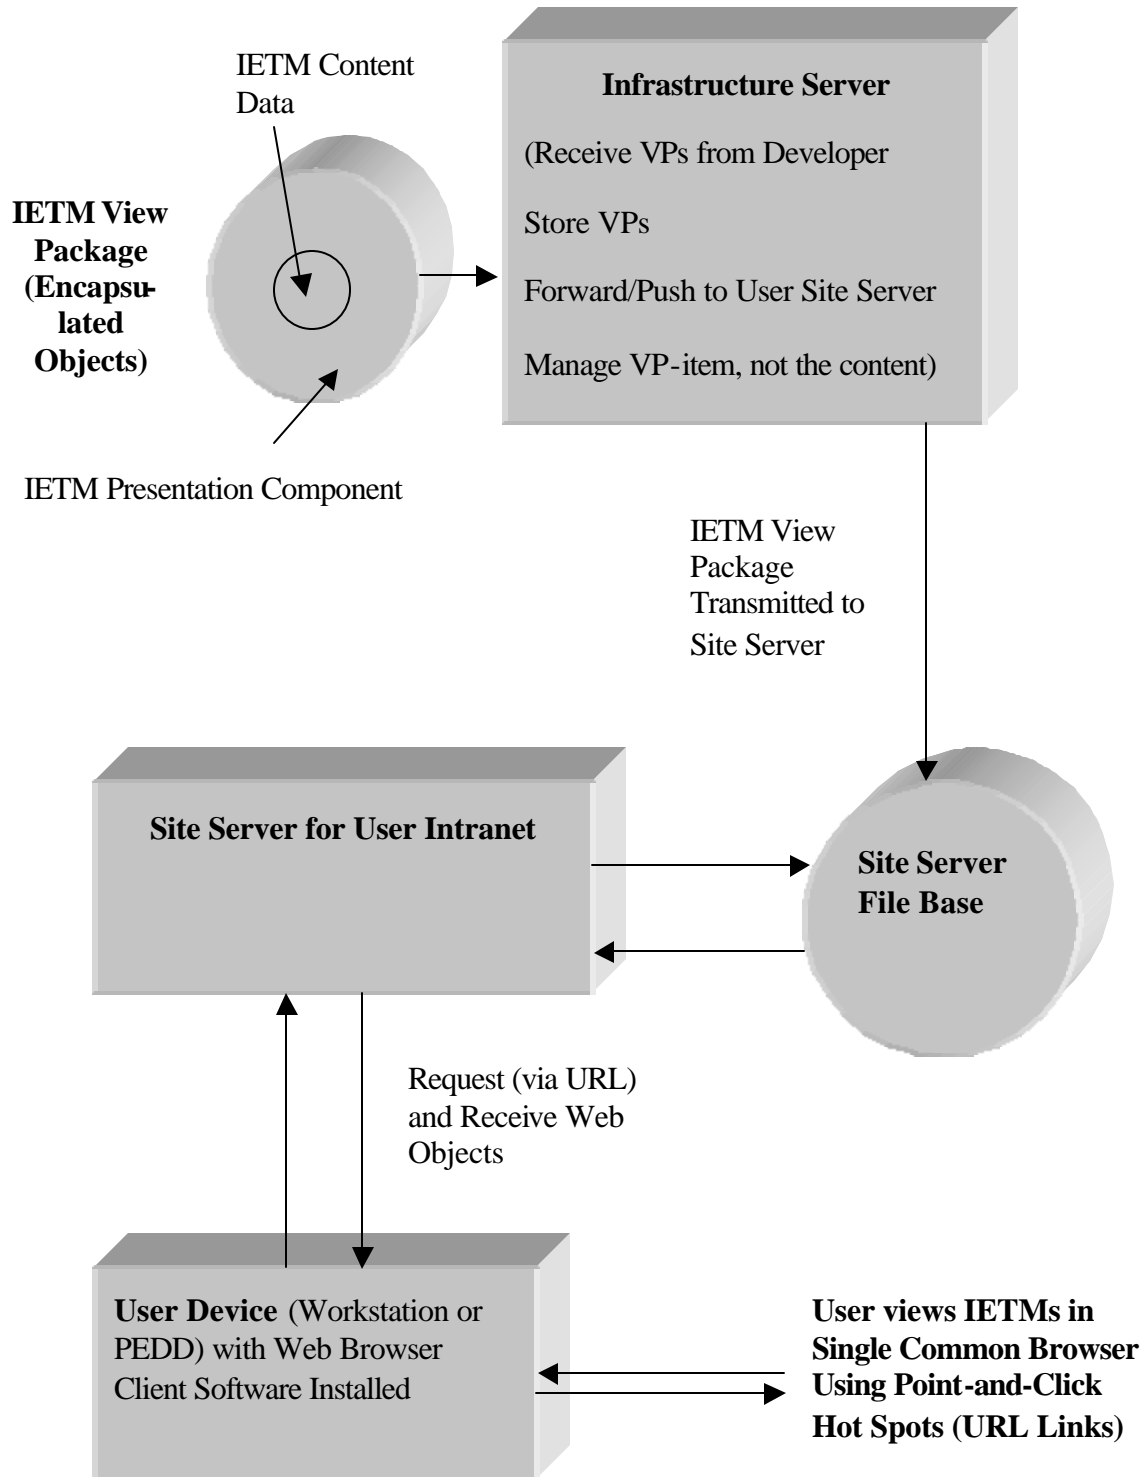 IETM Content
Data
IETM View
Package
(Encapsu-
lated
Objects)
IETM Presentation Component
Infrastructure Server
(Receive VPs from Developer
Store VPs
Forward/Push to User Site Server
Manage VP-item, not the content)
IETM View
Package
Transmitted to
Site Server
Site Server for User Intranet
Site Server
File Base
Request (via URL)
and Receive Web
Objects
User Device (Workstation or
PEDD) with Web Browser
Client Software Installed
User views IETMs in
Single Common Browser
Using Point-and-Click
Hot Spots (URL Links)